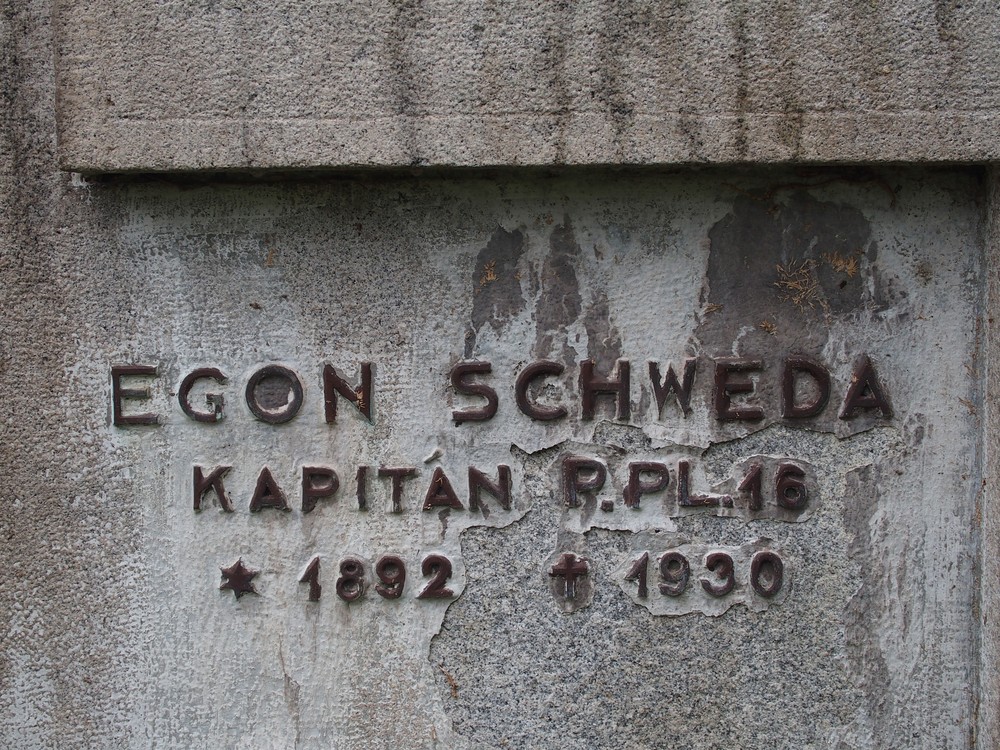 EGON SCHWEDA
KAPITÁN P.PL.16
* 1892 ✝ 1930